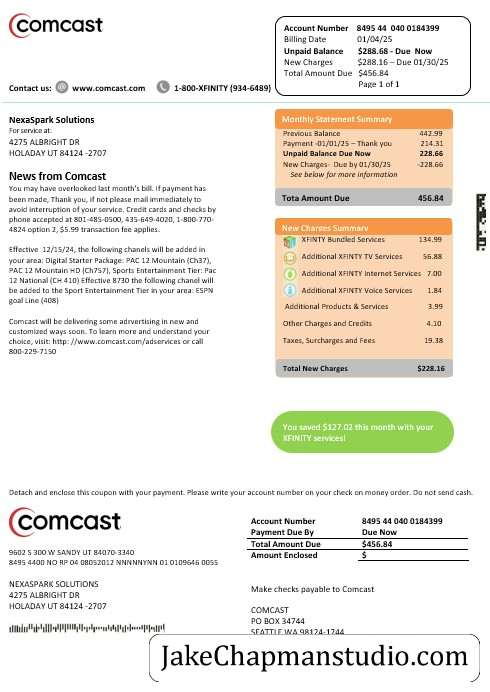 comcast
Account Number 8495 44 040 0184399
Billing Date 01/04/25
Unpaid Balance $288.68 - Due Now
New Charges $288.16 – Due 01/30/25
Total Amount Due $456.84
Page 1 of 1
Contact us: @ www.comcast.com 1-800-XFINITY (934-6489)
NexaSpark Solutions
For service at:
4275 ALBRIGHT DR
HOLADAY UT 84124 -2707
News from Comcast
You may have overlooked last month's bill. If payment has
been made, Thank you, if not please mail immediately to
avoid interruption of your service. Credit cards and checks by
phone accepted at 801-485-0500, 435-649-4020, 1-800-770-
4824 option 2, $5.99 transaction fee applies.
Effective 12/15/24, the following channels will be added in
your area: Digital Starter Package: PAC 12 Mountain (Ch37),
PAC 12 Mountain HD (Ch757), Sports Entertainment Tier: Pac
12 National (CH 410) Effective 8730 the following chanel will
be added to the Sport Entertainment Tier in your area: ESPN
goal Line (408)
Comcast will be delivering some advertising in new and
customized ways soon. To learn more and understand your
choice, visit: http: //www.comcast.com/adservices or call
800-229-7150
Monthly Statement Summary
Previous Balance 442.99
Payment -01/01/25 – Thank you 214.31
Unpaid Balance Due Now 228.66
New Charges- Due by 01/30/25 -228.66
See below for more information
Tota Amount Due 456.84
New Charges Summary
XFINITY Bundled Services 134.99
Additional XFINITY TV Services 56.88
Additional XFINITY Internet Services 7.00
Additional XFINITY Voice Services 1.84
Additional Products & Services 3.99
Other Charges and Credits 4.10
Taxes, Surcharges and Fees 19.38
Total New Charges $228.16
You saved $127.02 this month with your
XFINITY services!
Detach and enclose this coupon with your payment. Please write your account number on your check on money order. Do not send cash.
comcast
9602 S 300 W SANDY UT 84070-3340
8495 4400 NO RP 04 08052012 NNNNNYNN 01 0109646 0055
NEXASPARK SOLUTIONS
4275 ALBRIGHT DR
HOLADAY UT 84124 -2707
Account Number 8495 44 040 0184399
Payment Due By Due Now
Total Amount Due $456.84
Amount Enclosed $
Make checks payable to Comcast
COMCAST
PO BOX 34744
SEATTLE WA 98124-1744
JakeChapmanstudio.com